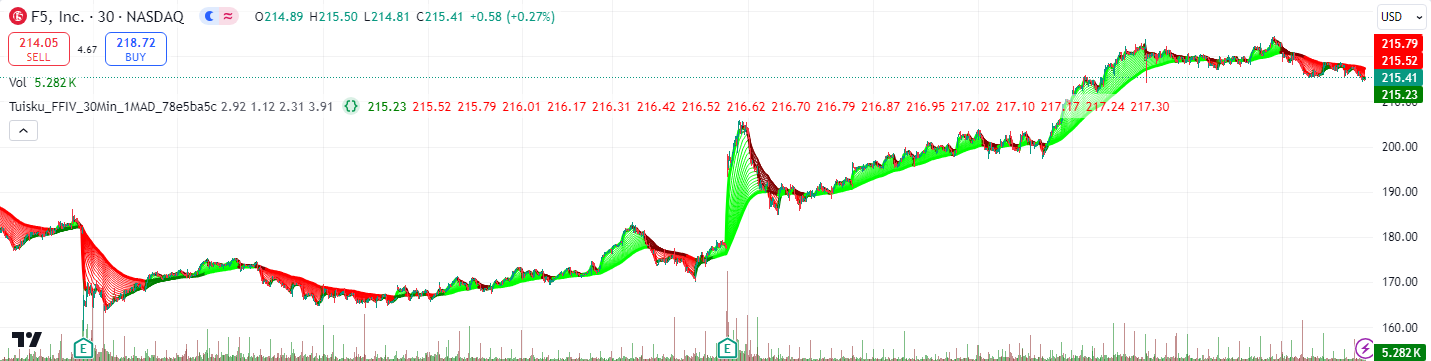 F5, Inc. · 30 · NASDAQ O214.89 H215.50 L214.81 C215.41 +0.58 (+0.27%) USD
214.05 SELL 4.67 218.72 BUY
215.79
215.52
Vol 5.282 K 215.41
215.23
Tuisku_FFIV_30Min_1MAD_78e5ba5c 2.92 1.12 2.31 3.91 215.23 215.52 215.79 216.01 216.17 216.31 216.42 216.52 216.62 216.70 216.79 216.87 216.95 217.02 217.10 217.17 217.24 217.30
200.00
190.00
180.00
170.00
160.00
E E
5.282 K